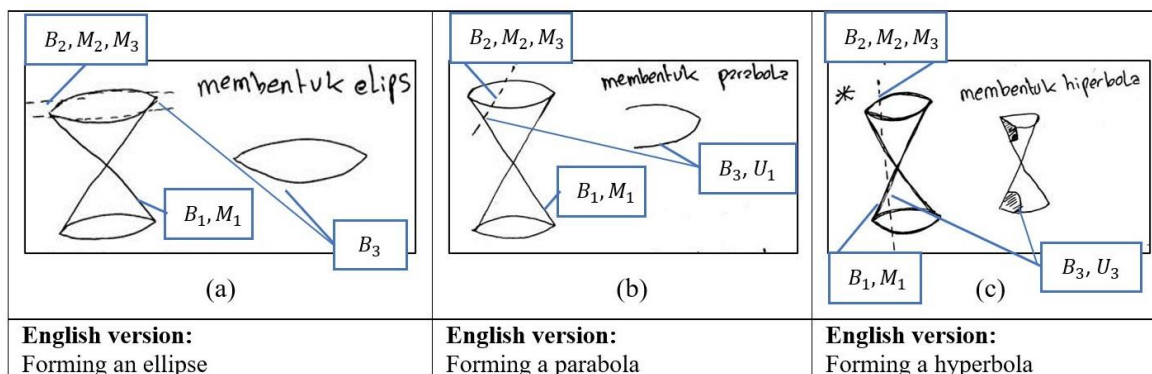 B₂, M₂, M₃
membentuk elips
B₁, M₁
B₃
(a)
English version:
Forming an ellipse
B₂, M₂, M₃
membentuk parabola
B₃, U₁
B₁, M₁
(b)
English version:
Forming a parabola
B₂, M₂, M₃
*
membentuk hiperbola
B₃, U₃
B₁, M₁
(c)
English version:
Forming a hyperbola